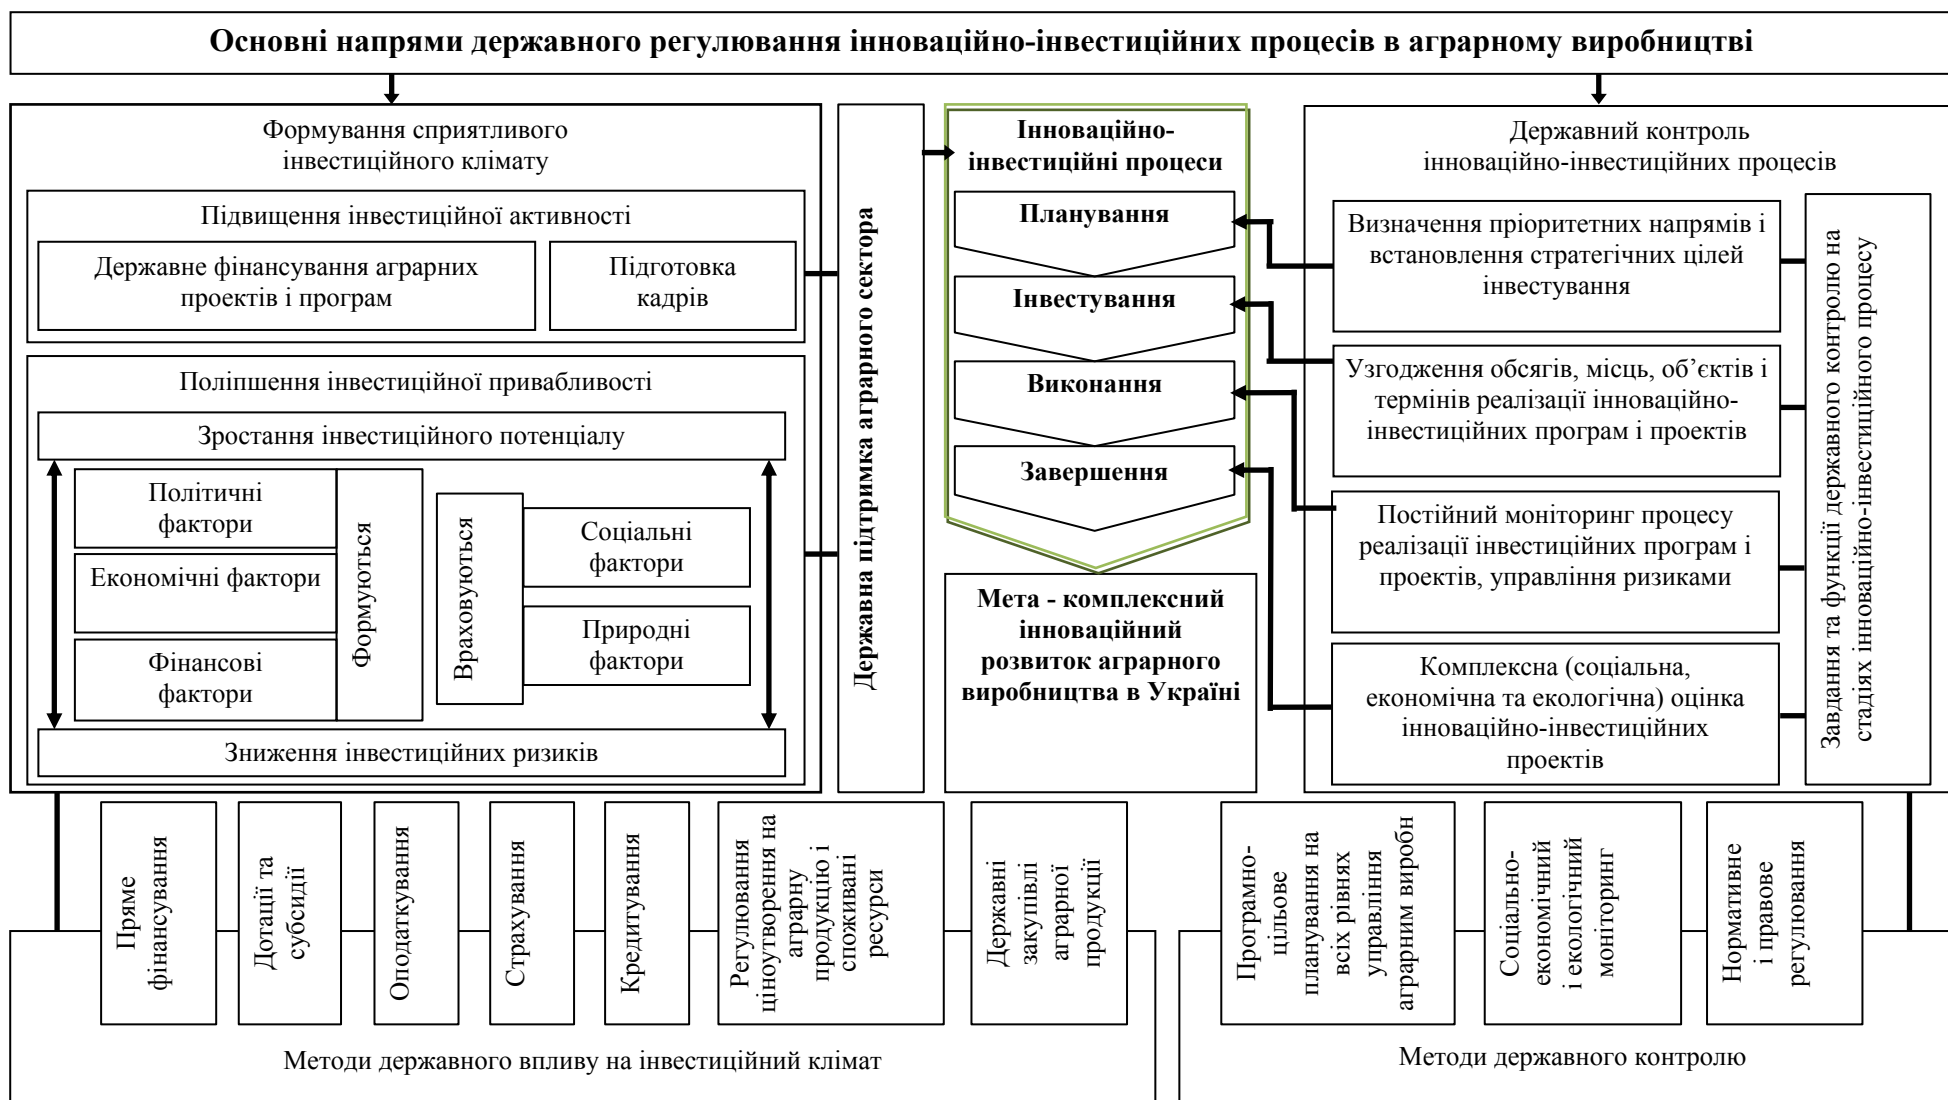 Основні напрями державного регулювання інноваційно-інвестиційних процесів в аграрному виробництві
Формування сприятливого
інвестиційного клімату
Підвищення інвестиційної активності
Державне фінансування аграрних
проектів і програм
Підготовка
кадрів
Поліпшення інвестиційної привабливості
Зростання інвестиційного потенціалу
Політичні
фактори
Економічні фактори
Фінансові
фактори
Формуються
Враховуються
Соціальні
фактори
Природні
фактори
Зниження інвестиційних ризиків
Державна підтримка аграрного сектора
Інноваційно-
інвестиційні процеси
Планування
Інвестування
Виконання
Завершення
Мета - комплексний
інноваційний
розвиток аграрного
виробництва в Україні
Державний контроль
інноваційно-інвестиційних процесів
Визначення пріоритетних напрямів і
встановлення стратегічних цілей
інвестування
Узгодження обсягів, місць, об’єктів і
термінів реалізації інноваційно-
інвестиційних програм і проектів
Постійний моніторинг процесу
реалізації інвестиційних програм і
проектів, управління ризиками
Комплексна (соціальна,
економічна та екологічна) оцінка
інноваційно-інвестиційних
проектів
Завдання та функції державного контролю на
стадіях інноваційно-інвестиційного процесу
Пряме
фінансування
Дотації та
субсидії
Оподаткування
Страхування
Кредитування
Регулювання
ціноутворення на
аграрну
продукцію і
споживані
ресурси
Державні
закупівлі
аграрної
продукції
Методи державного впливу на інвестиційний клімат
Програмно-
цільове
планування на
всіх рівнях
управління
аграрним виробн
Соціально-
економічний
і екологічний
моніторинг
Нормативне
і правове
регулювання
Методи державного контролю